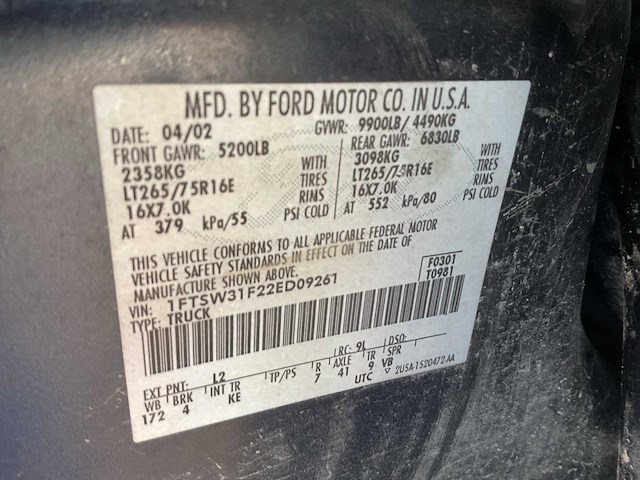 MFD. BY FORD MOTOR CO. IN U.S.A.
DATE: 04/02 GVWR: 9900LB/ 4490KG
FRONT GAWR: 5200LB REAR GAWR: 6830LB
2358KG WITH 3098KG WITH
LT265/75R16E TIRES LT265/75R16E TIRES
16X7.0K RIMS 16X7.0K RIMS
AT 379 kPa/55 PSI COLD AT 552 kPa/80 PSI COLD
THIS VEHICLE CONFORMS TO ALL APPLICABLE FEDERAL MOTOR
VEHICLE SAFETY STANDARDS IN EFFECT ON THE DATE OF
MANUFACTURE SHOWN ABOVE. F0301
VIN: 1FTSW31F22ED09261 T0981
TYPE: TRUCK
EXT PNT: L2 RC: 9L DSO:
WB BRK INT TR TP/PS R AXLE TR SPR
172 4 KE 7 41 9 VB
UTC ▽ 2U5A-1520472-AA